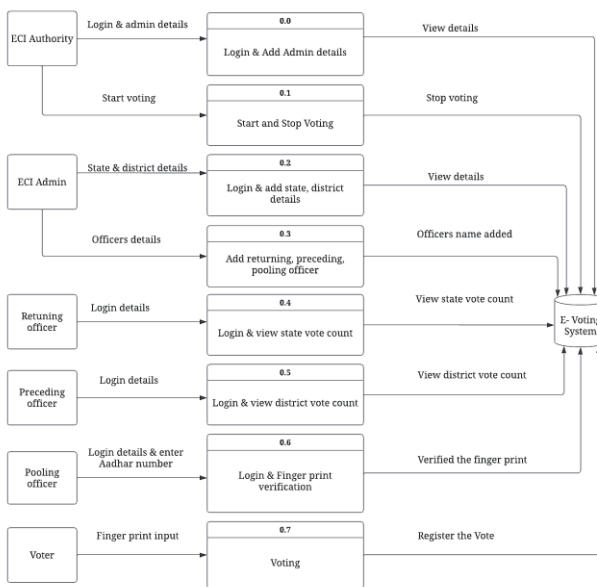 0.0
Login & admin details
View details
ECI Authority
Login & Add Admin details
0.1
Start voting
Stop voting
Start and Stop Voting
0.2
State & district details
View details
ECI Admin
Login & add state, district
details
0.3
Officers details
Officers name added
Add returning, preceding,
pooling officer
0.4
Login details
View state vote count
Retuning
officer
Login & view state vote count
E- Voting
System
0.5
Login details
View district vote count
Preceding
officer
Login & view district vote count
0.6
Login details & enter
Aadhar number
Verified the finger print
Pooling
officer
Login & Finger print
verification
0.7
Finger print input
Register the Vote
Voter
Voting